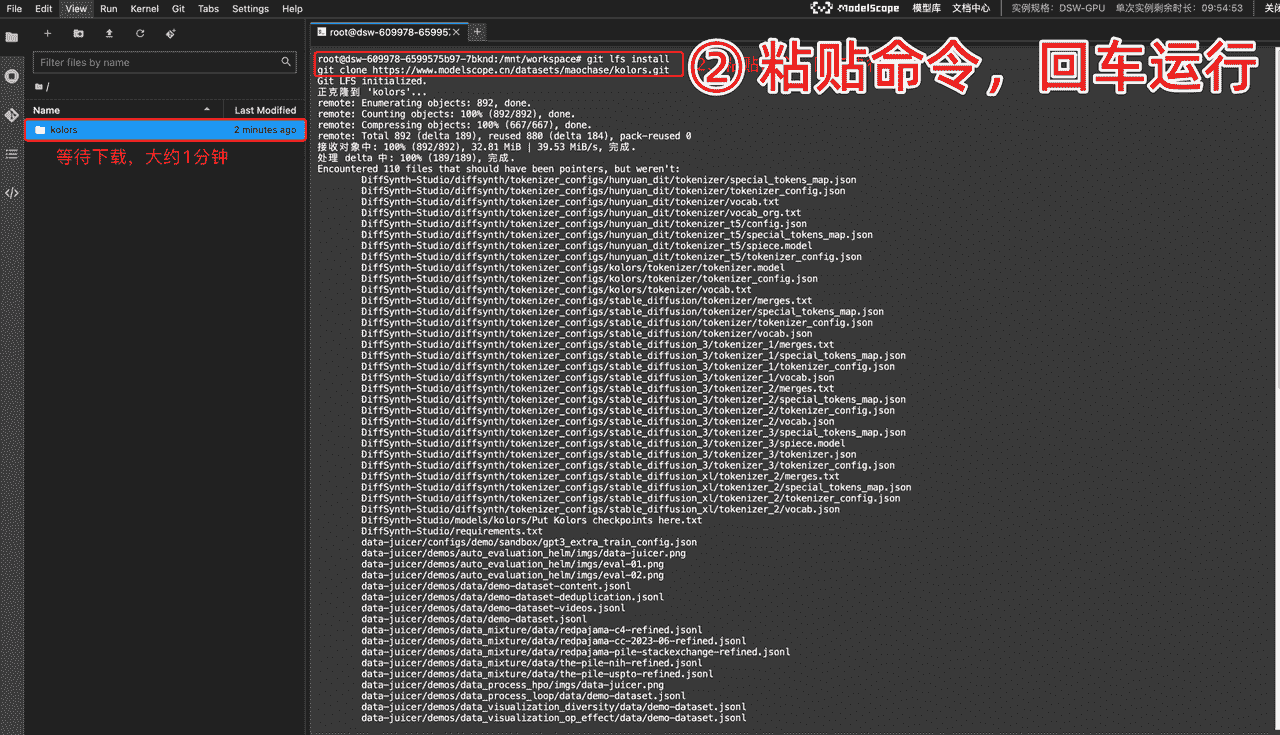 File Edit View Run Kernel Git Tabs Settings Help
ModelScope 模型库 文档中心 实例规格：DSW-GPU 单次实例剩余时长：09:54:53 关闭
Filter files by name
/
Name Last Modified
kolors 2 minutes ago
等待下载，大约1分钟
root@dsw-609978-65995
② 粘贴命令，回车运行
root@dsw-609978-6599575b97-7bknd:/mnt/workspace# git lfs install
git clone https://www.modelscope.cn/datasets/maochase/kolors.git
Git LFS initialized.
正克隆到 'kolors'...
remote: Enumerating objects: 892, done.
remote: Counting objects: 100% (892/892), done.
remote: Compressing objects: 100% (667/667), done.
remote: Total 892 (delta 189), reused 880 (delta 184), pack-reused 0
接收对象中: 100% (892/892), 32.81 MiB | 39.53 MiB/s, 完成.
处理 delta 中: 100% (189/189), 完成.
Encountered 110 files that should have been pointers, but weren't:
DiffSynth-Studio/diffsynth/tokenizer_configs/hunyuan_dit/tokenizer/special_tokens_map.json
DiffSynth-Studio/diffsynth/tokenizer_configs/hunyuan_dit/tokenizer/tokenizer_config.json
DiffSynth-Studio/diffsynth/tokenizer_configs/hunyuan_dit/tokenizer/vocab.txt
DiffSynth-Studio/diffsynth/tokenizer_configs/hunyuan_dit/tokenizer/vocab_org.txt
DiffSynth-Studio/diffsynth/tokenizer_configs/hunyuan_dit/tokenizer_t5/config.json
DiffSynth-Studio/diffsynth/tokenizer_configs/hunyuan_dit/tokenizer_t5/special_tokens_map.json
DiffSynth-Studio/diffsynth/tokenizer_configs/hunyuan_dit/tokenizer_t5/spiece.model
DiffSynth-Studio/diffsynth/tokenizer_configs/hunyuan_dit/tokenizer_t5/tokenizer_config.json
DiffSynth-Studio/diffsynth/tokenizer_configs/kolors/tokenizer/tokenizer.model
DiffSynth-Studio/diffsynth/tokenizer_configs/kolors/tokenizer/tokenizer_config.json
DiffSynth-Studio/diffsynth/tokenizer_configs/kolors/tokenizer/vocab.txt
DiffSynth-Studio/diffsynth/tokenizer_configs/stable_diffusion/tokenizer/merges.txt
DiffSynth-Studio/diffsynth/tokenizer_configs/stable_diffusion/tokenizer/special_tokens_map.json
DiffSynth-Studio/diffsynth/tokenizer_configs/stable_diffusion/tokenizer/tokenizer_config.json
DiffSynth-Studio/diffsynth/tokenizer_configs/stable_diffusion/tokenizer/vocab.json
DiffSynth-Studio/diffsynth/tokenizer_configs/stable_diffusion_3/tokenizer_1/merges.txt
DiffSynth-Studio/diffsynth/tokenizer_configs/stable_diffusion_3/tokenizer_1/special_tokens_map.json
DiffSynth-Studio/diffsynth/tokenizer_configs/stable_diffusion_3/tokenizer_1/tokenizer_config.json
DiffSynth-Studio/diffsynth/tokenizer_configs/stable_diffusion_3/tokenizer_1/vocab.json
DiffSynth-Studio/diffsynth/tokenizer_configs/stable_diffusion_3/tokenizer_2/merges.txt
DiffSynth-Studio/diffsynth/tokenizer_configs/stable_diffusion_3/tokenizer_2/special_tokens_map.json
DiffSynth-Studio/diffsynth/tokenizer_configs/stable_diffusion_3/tokenizer_2/tokenizer_config.json
DiffSynth-Studio/diffsynth/tokenizer_configs/stable_diffusion_3/tokenizer_2/vocab.json
DiffSynth-Studio/diffsynth/tokenizer_configs/stable_diffusion_3/tokenizer_3/special_tokens_map.json
DiffSynth-Studio/diffsynth/tokenizer_configs/stable_diffusion_3/tokenizer_3/spiece.model
DiffSynth-Studio/diffsynth/tokenizer_configs/stable_diffusion_3/tokenizer_3/tokenizer.json
DiffSynth-Studio/diffsynth/tokenizer_configs/stable_diffusion_3/tokenizer_3/tokenizer_config.json
DiffSynth-Studio/diffsynth/tokenizer_configs/stable_diffusion_xl/tokenizer_2/merges.txt
DiffSynth-Studio/diffsynth/tokenizer_configs/stable_diffusion_xl/tokenizer_2/special_tokens_map.json
DiffSynth-Studio/diffsynth/tokenizer_configs/stable_diffusion_xl/tokenizer_2/tokenizer_config.json
DiffSynth-Studio/diffsynth/tokenizer_configs/stable_diffusion_xl/tokenizer_2/vocab.json
DiffSynth-Studio/models/kolors/Put Kolors checkpoints here.txt
DiffSynth-Studio/requirements.txt
data-juicer/configs/demo/sandbox/gpt3_extra_train_config.json
data-juicer/demos/auto_evaluation_helm/imgs/data-juicer.png
data-juicer/demos/auto_evaluation_helm/imgs/eval-01.png
data-juicer/demos/auto_evaluation_helm/imgs/eval-02.png
data-juicer/demos/data/demo-dataset-content.jsonl
data-juicer/demos/data/demo-dataset-deduplication.jsonl
data-juicer/demos/data/demo-dataset-videos.jsonl
data-juicer/demos/data/demo-dataset.jsonl
data-juicer/demos/data_mixture/data/redpajama-c4-refined.jsonl
data-juicer/demos/data_mixture/data/redpajama-cc-2023-06-refined.jsonl
data-juicer/demos/data_mixture/data/redpajama-pile-stackexchange-refined.jsonl
data-juicer/demos/data_mixture/data/the-pile-nih-refined.jsonl
data-juicer/demos/data_mixture/data/the-pile-uspto-refined.jsonl
data-juicer/demos/data_process_hpo/imgs/data-juicer.png
data-juicer/demos/data_process_loop/data/demo-dataset.jsonl
data-juicer/demos/data_visualization_diversity/data/demo-dataset.jsonl
data-juicer/demos/data_visualization_op_effect/data/demo-dataset.jsonl